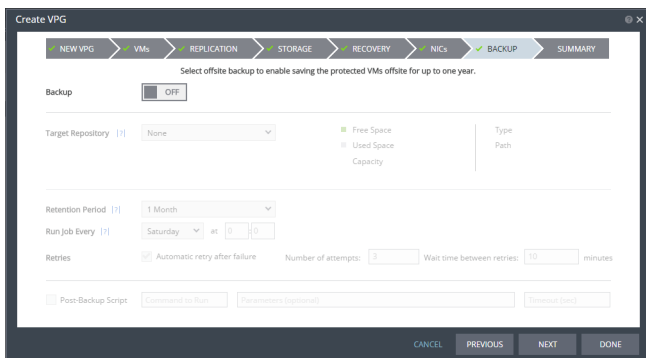 Create VPG
NEW VPG VMs REPLICATION STORAGE RECOVERY NICs BACKUP SUMMARY
Select offsite backup to enable saving the protected VMs offsite for up to one year.
Backup OFF
Target Repository [?] None Free Space Type
Used Space Path
Capacity
Retention Period [?] 1 Month
Run Job Every [?] Saturday at 0 : 0
Retries Automatic retry after failure Number of attempts: 3 Wait time between retries: 10 minutes
Post-Backup Script Command to Run Parameters [optional] Timeout [sec]
CANCEL PREVIOUS NEXT DONE